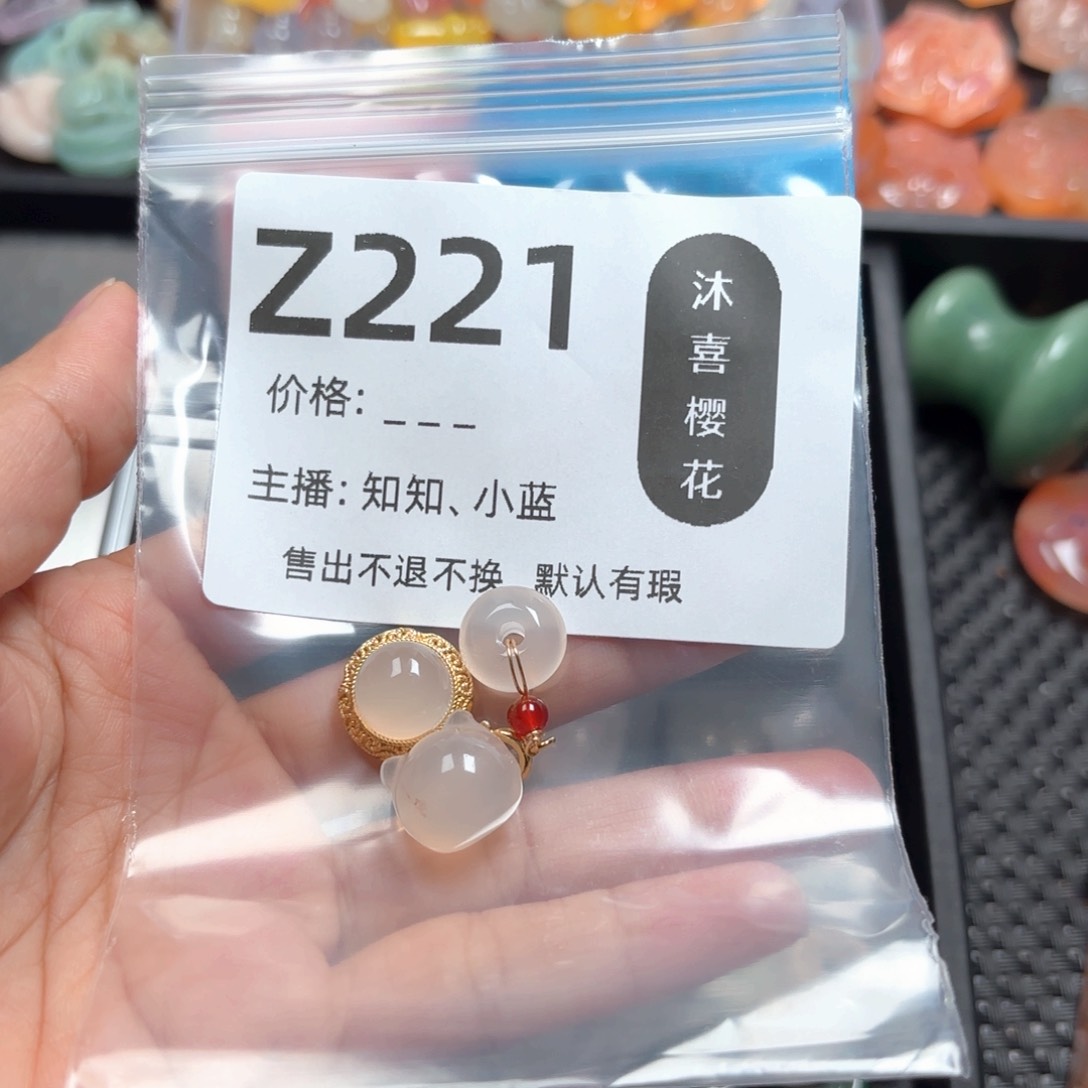 Z221
价格: _ _ _
主播: 知知、小蓝
售出不退不换 默认有瑕
沐喜樱花